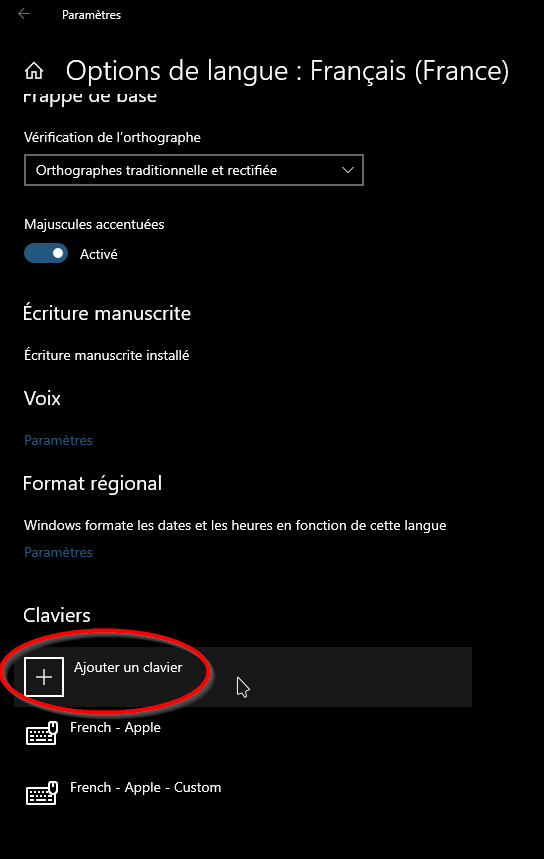 Paramètres
Options de langue : Français (France)
Frappe de base
Vérification de l'orthographe
Orthographes traditionnelle et rectifiée
Majuscules accentuées
Activé
Écriture manuscrite
Écriture manuscrite installé
Voix
Paramètres
Format régional
Windows formate les dates et les heures en fonction de cette langue
Paramètres
Claviers
Ajouter un clavier
French - Apple
French - Apple - Custom